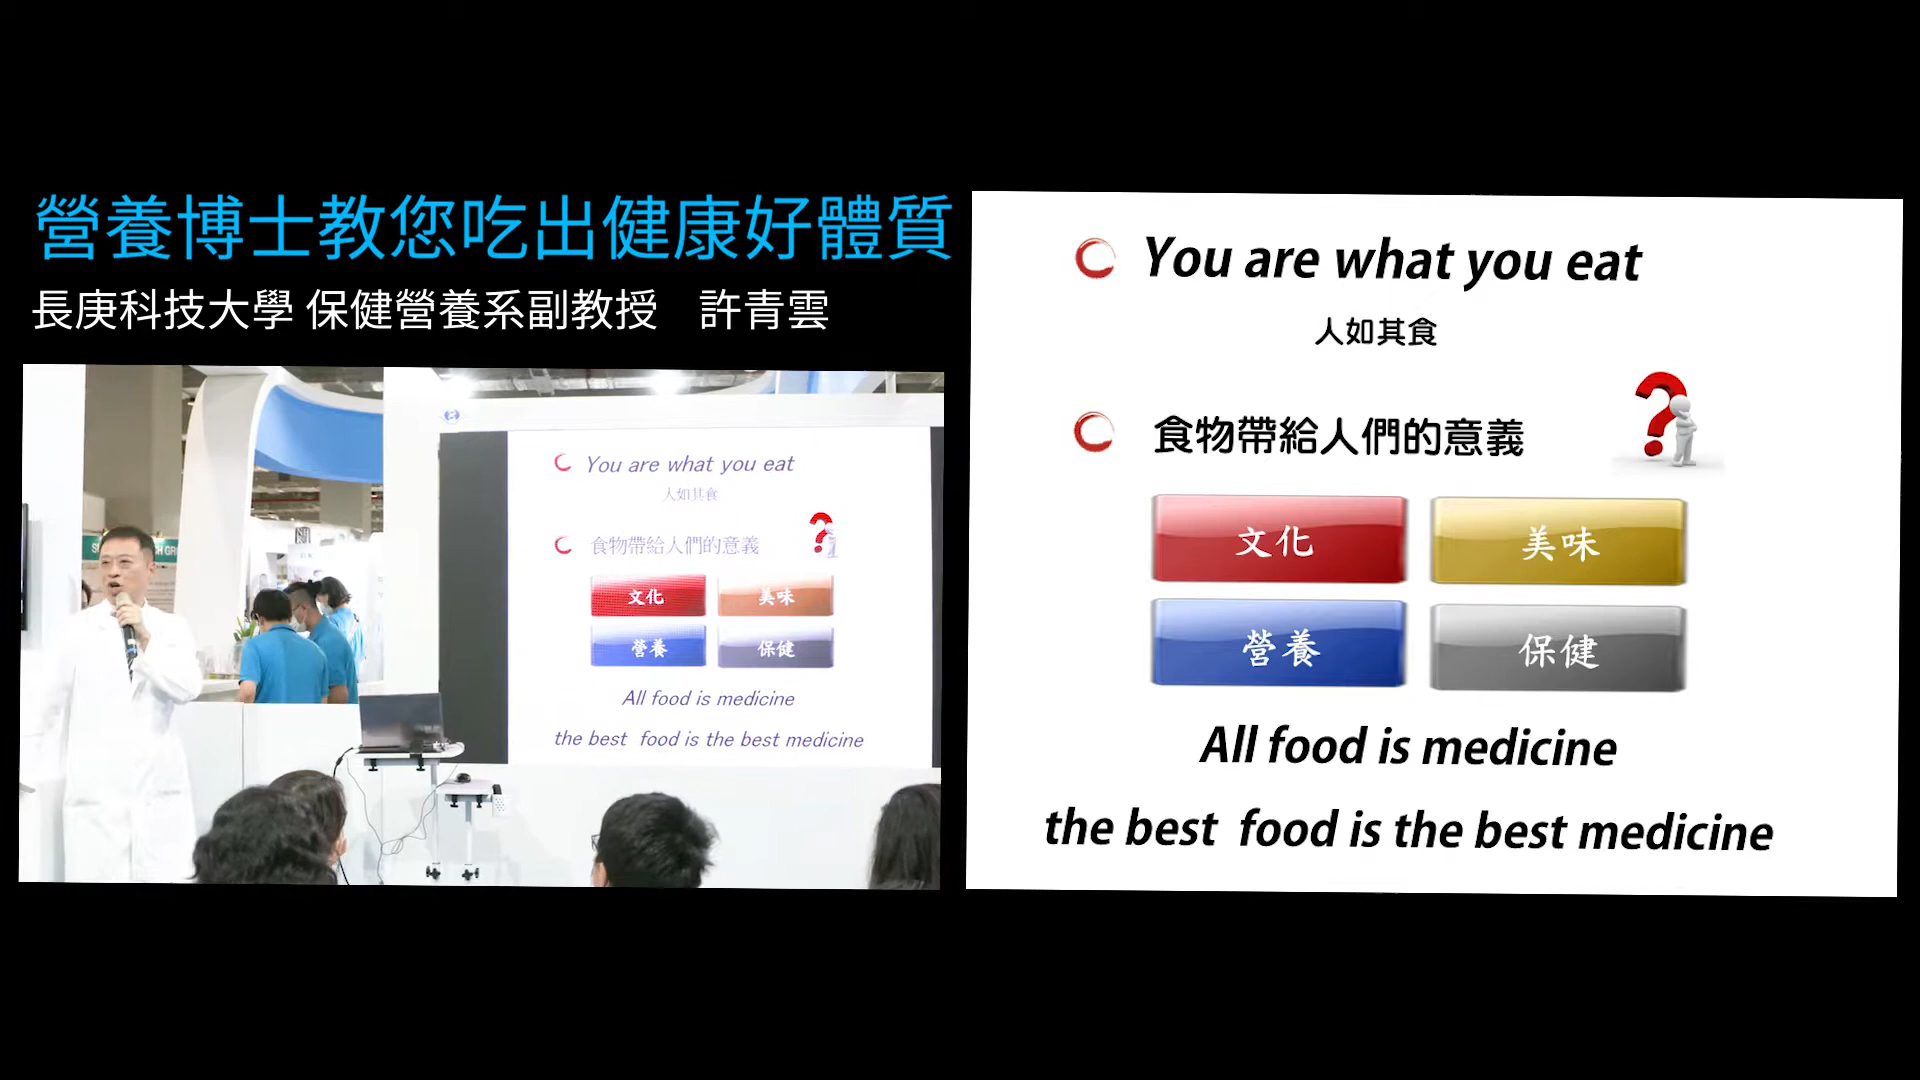 營養博士教您吃出健康好體質
長庚科技大學 保健營養系副教授 許青雲
You are what you eat
人如其食
食物帶給人們的意義
文化 美味
營養 保健
All food is medicine
the best food is the best medicine
You are what you eat
人如其食
食物帶給人們的意義
文化 美味
營養 保健
All food is medicine
the best food is the best medicine